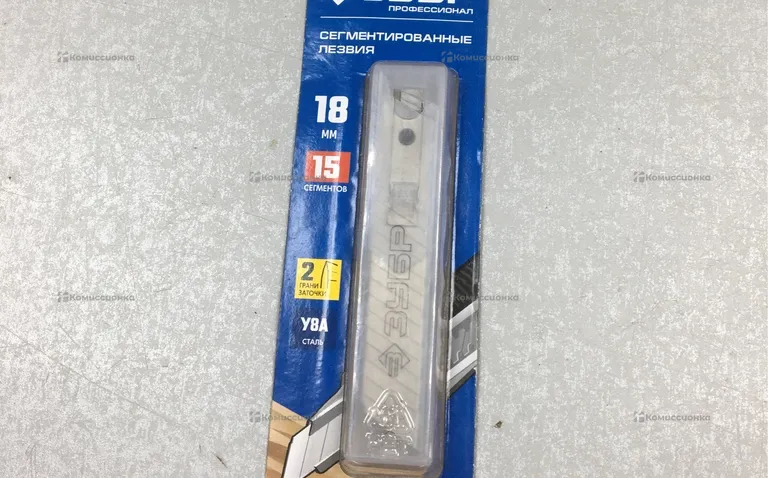 ПРОФЕССИОНАЛ
СЕГМЕНТИРОВАННЫЕ
ЛЕЗВИЯ
18
ММ
15
СЕГМЕНТОВ
2
ГРАНИ
ЗАТОЧКИ
У8А
СТАЛЬ
ЗУБР
Комиссионка
Комиссионка
Комиссионка
Комиссионка
Комиссионка
Комиссионка
Комиссионка
Комиссионка